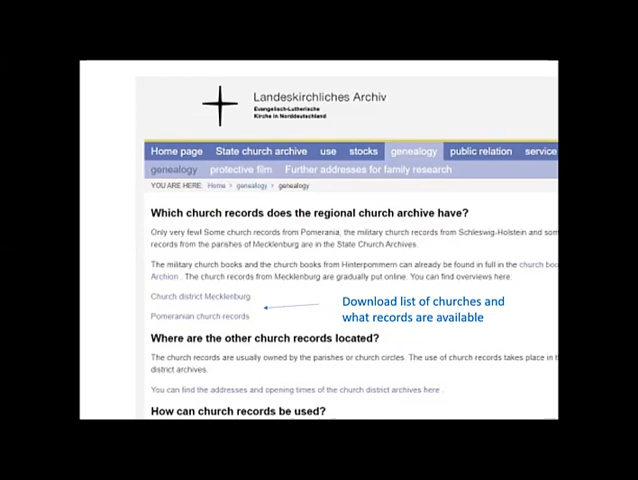 Landeskirchliches Archiv
Evangelisch-Lutherische
Kirche in Norddeutschland
Home page State church archive use stocks genealogy public relation service
genealogy protective film Further addresses for family research
YOU ARE HERE: Home > genealogy > genealogy
Which church records does the regional church archive have?
Only very few! Some church records from Pomerania, the military church records from Schleswig-Holstein and som
records from the parishes of Mecklenburg are in the State Church Archives.
The military church books and the church books from Hinterpommern can already be found in full in the church boo
Archion . The church records from Mecklenburg are gradually put online. You can find overviews here:
Church district Mecklenburg
Pomeranian church records
Download list of churches and
what records are available
Where are the other church records located?
The church records are usually owned by the parishes or church circles. The use of church records takes place in t
district archives.
You can find the addresses and opening times of the church district archives here .
How can church records be used?